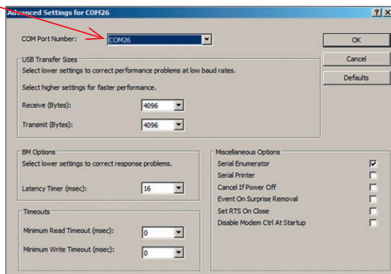 Advanced Settings for COM26
COM Port Number: COM26
OK
Cancel
Defaults
USB Transfer Sizes
Select lower settings to correct performance problems at low baud rates.
Select higher settings for faster performance.
Receive (Bytes): 4096
Transmit (Bytes): 4096
BM Options
Select lower settings to correct response problems.
Latency Timer (msec): 16
Timeouts
Minimum Read Timeout (msec): 0
Minimum Write Timeout (msec): 0
Miscellaneous Options
Serial Enumerator
Serial Printer
Cancel If Power Off
Event On Surprise Removal
Set RTS On Close
Disable Modem Ctrl At Startup